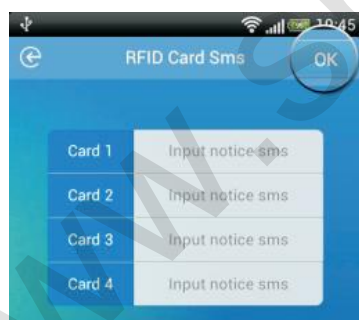 19:45
RFID Card Sms
OK
Card 1 Input notice sms
Card 2 Input notice sms
Card 3 Input notice sms
Card 4 Input notice sms